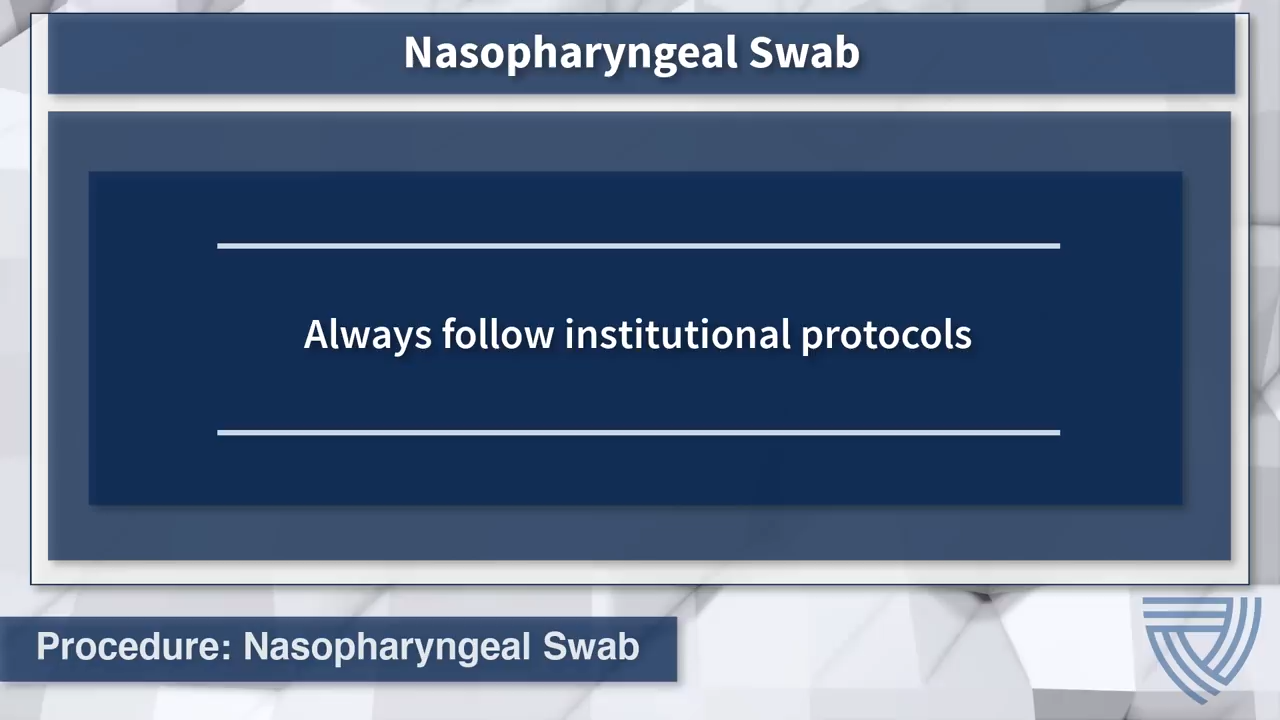 Nasopharyngeal Swab
Always follow institutional protocols
Procedure: Nasopharyngeal Swab